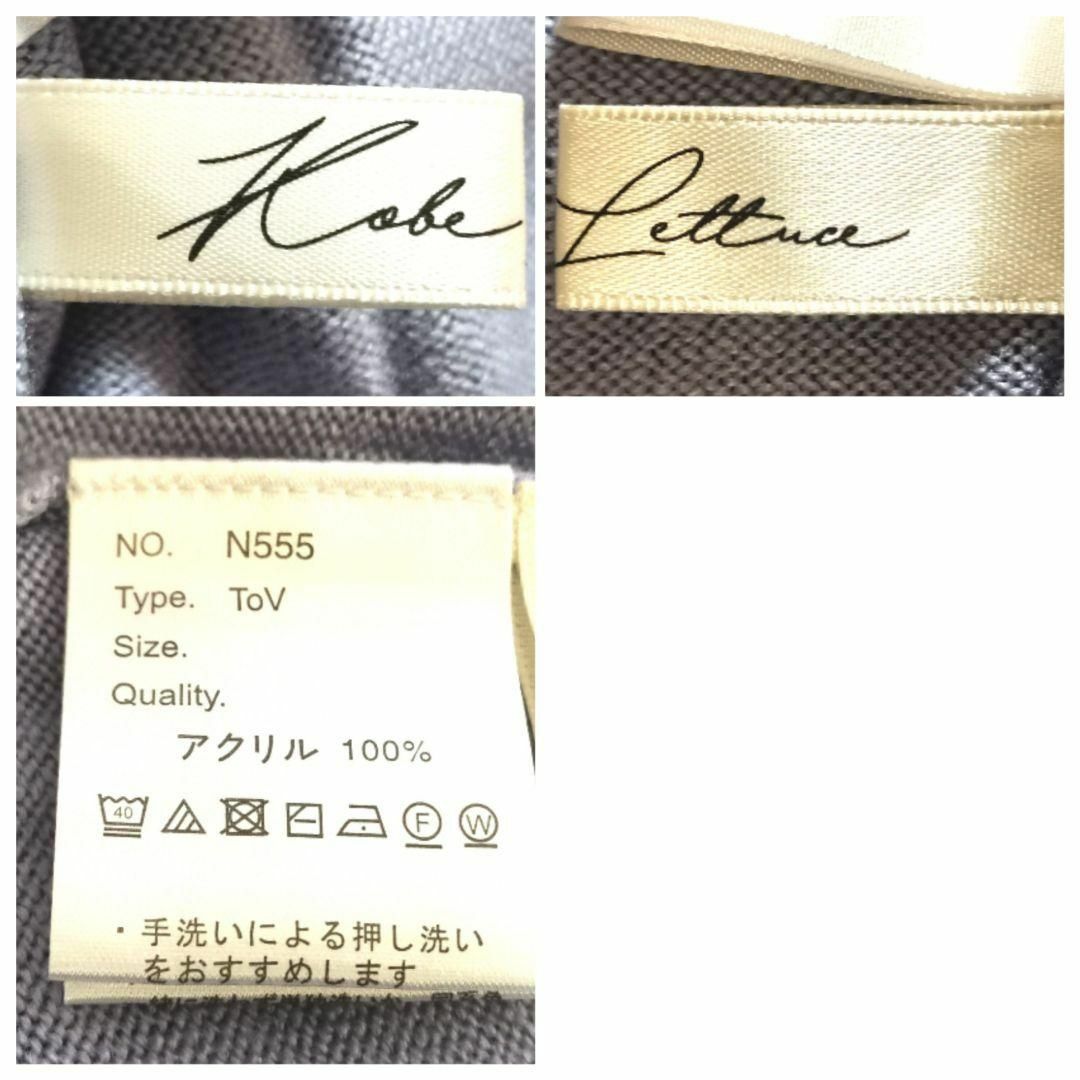 Kobe
Lettuce
NO. N555
Type. ToV
Size.
Quality.
アクリル 100%
40 F W
・手洗いによる押し洗い
をおすすめします